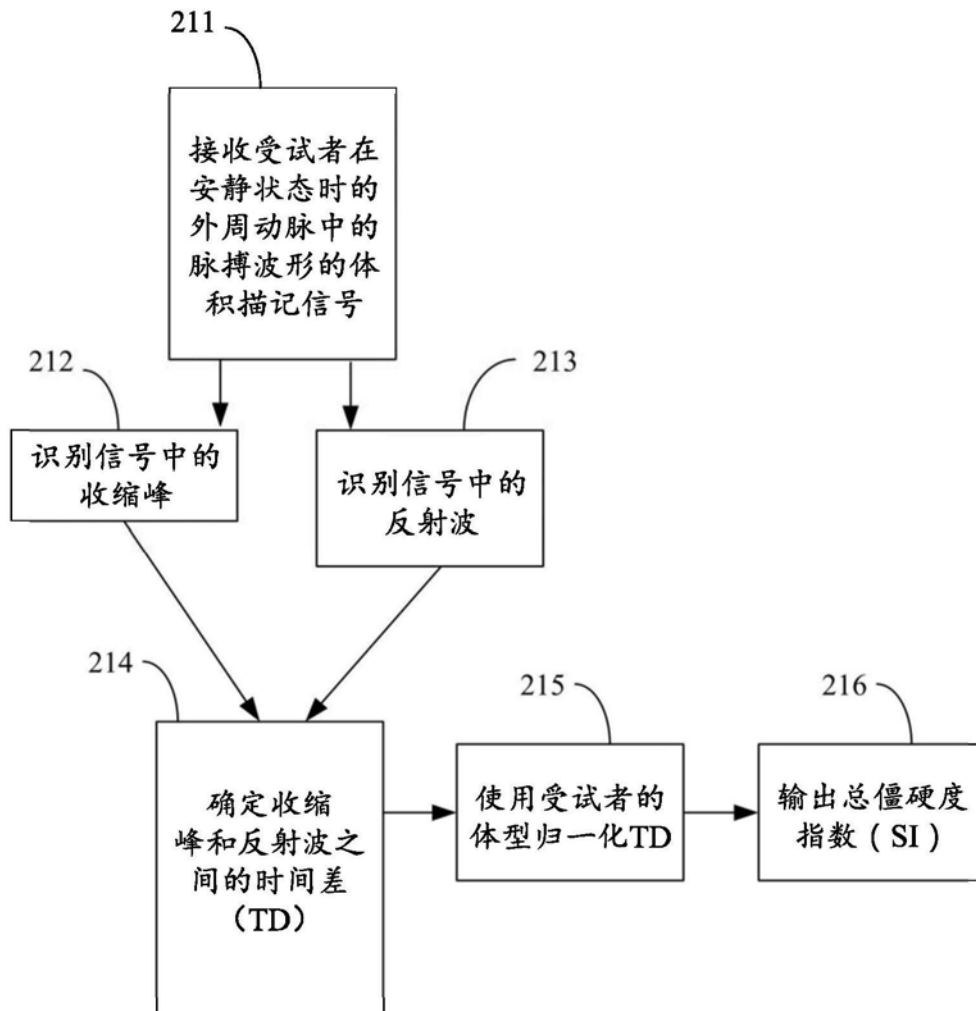 211
接收受试者在
安静状态时的
外周动脉中的
脉搏波形的体
积描记信号
212
213
识别信号中的
收缩峰
识别信号中的
反射波
214
215
216
确定收缩
峰和反射波之
间的时间差
（TD）
使用受试者的
体型归一化TD
输出总僵硬度
指数（SI）